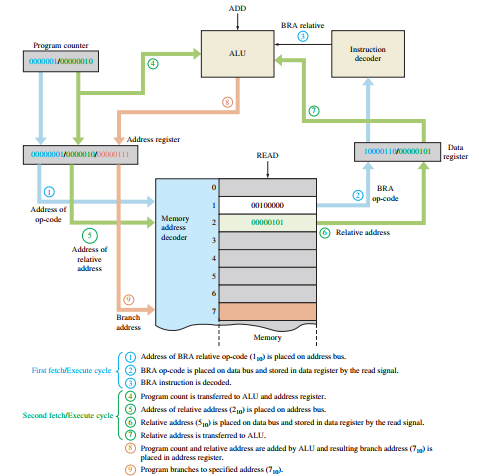 ADD
BRA relative
③
Program counter
0000001/00000010
ALU
Instruction
decoder
④
⑧
⑦
Address register
00000001/0000010/00000111
READ
10000110/00000101
Data
register
①
Address of
op-code
0
1
00100000
2
00000101
3
4
5
6
7
Memory
address
decoder
②
BRA
op-code
⑤
Address of
relative
address
⑥ Relative address
⑨
Branch
address
Memory
First fetch/Execute cycle
① Address of BRA relative op-code (1₁₀) is placed on address bus.
② BRA op-code is placed on data bus and stored in data register by the read signal.
③ BRA instruction is decoded.
Second fetch/Execute cycle
④ Program count is transferred to ALU and address register.
⑤ Address of relative address (2₁₀) is placed on address bus.
⑥ Relative address (5₁₀) is placed on data bus and stored in data register by the read signal.
⑦ Relative address is transferred to ALU.
⑧ Program count and relative address are added by ALU and resulting branch address (7₁₀) is
placed in address register.
⑨ Program branches to specified address (7₁₀).